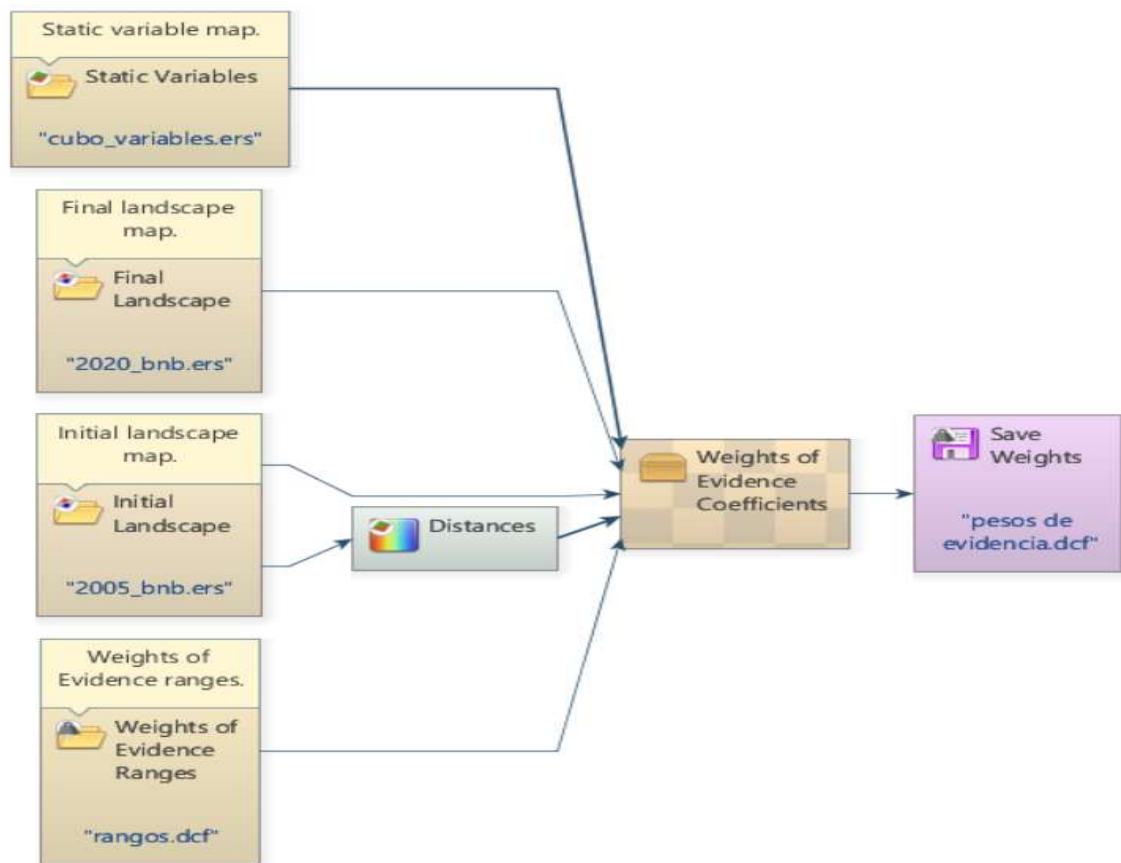 Static variable map.
Static Variables
"cubo_variables.ers"
Final landscape
map.
Final
Landscape
"2020_bnb.ers"
Initial landscape
map.
Initial
Landscape
"2005_bnb.ers"
Distances
Weights of
Evidence ranges.
Weights of
Evidence
Ranges
"rangos.dcf"
Weights of
Evidence
Coefficients
Save
Weights
"pesos de
evidencia.dcf"